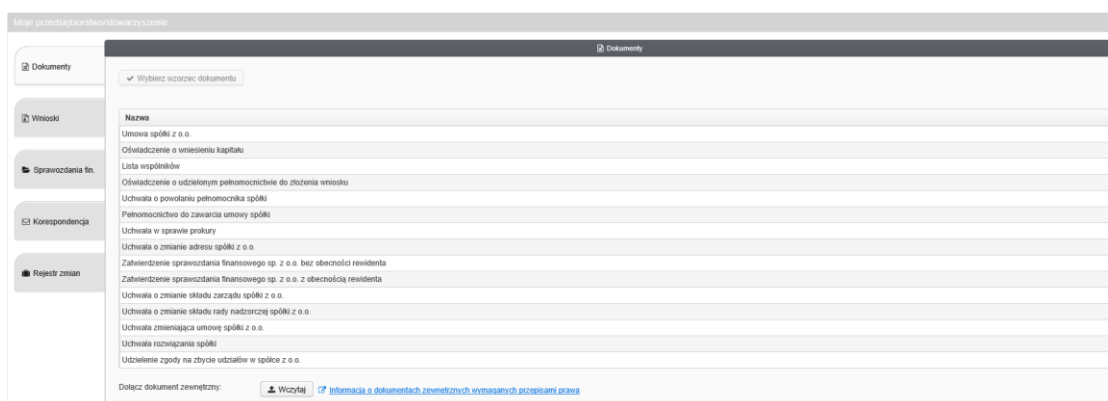 Moje przedsiębiorstwo/stowarzyszenie
Dokumenty
Dokumenty
Wybierz wzorzec dokumentu
Wnioski
Nazwa
Umowa spółki z o.o.
Oświadczenie o wniesieniu kapitału
Lista wspólników
Sprawozdania fin.
Oświadczenie o udzielonym pełnomocnictwie do złożenia wniosku
Uchwała o powołaniu pełnomocnika spółki
Pełnomocnictwo do zawarcia umowy spółki
Korespondencja
Uchwała w sprawie prokury
Uchwała o zmianie adresu spółki z o.o.
Zatwierdzenie sprawozdania finansowego sp. z o.o. bez obecności rewidenta
Rejestr zmian
Zatwierdzenie sprawozdania finansowego sp. z o.o. z obecnością rewidenta
Uchwała o zmianie składu zarządu spółki z o.o.
Uchwała o zmianie składu rady nadzorczej spółki z o.o.
Uchwała zmieniająca umowę spółki z o.o.
Uchwała rozwiązania spółki
Udzielenie zgody na zbycie udziałów w spółce z o.o.
Dołącz dokument zewnętrzny: Wczytaj Informacja o dokumentach zewnętrznych wymaganych przepisami prawa